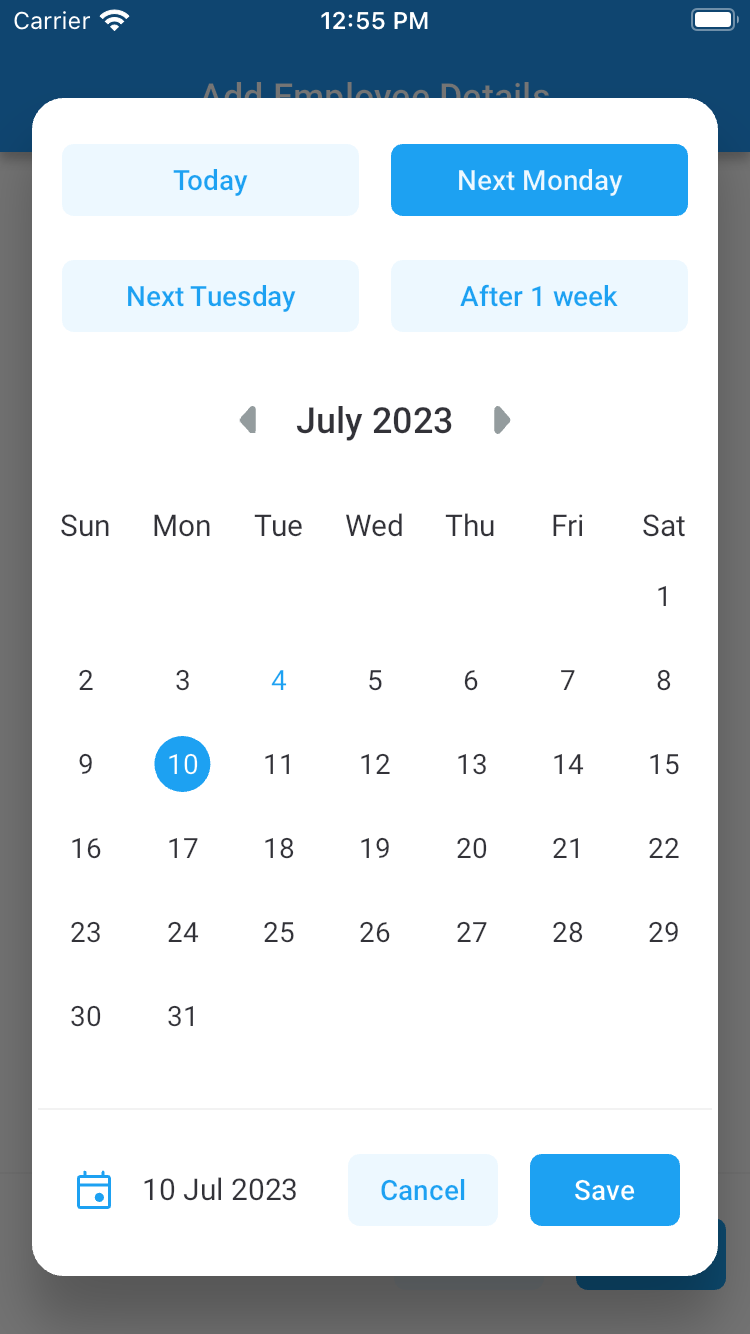 Carrier 12:55 PM
Add Employee Details
Today Next Monday
Next Tuesday After 1 week
July 2023
Sun Mon Tue Wed Thu Fri Sat
1
2 3 4 5 6 7 8
9 10 11 12 13 14 15
16 17 18 19 20 21 22
23 24 25 26 27 28 29
30 31
10 Jul 2023 Cancel Save